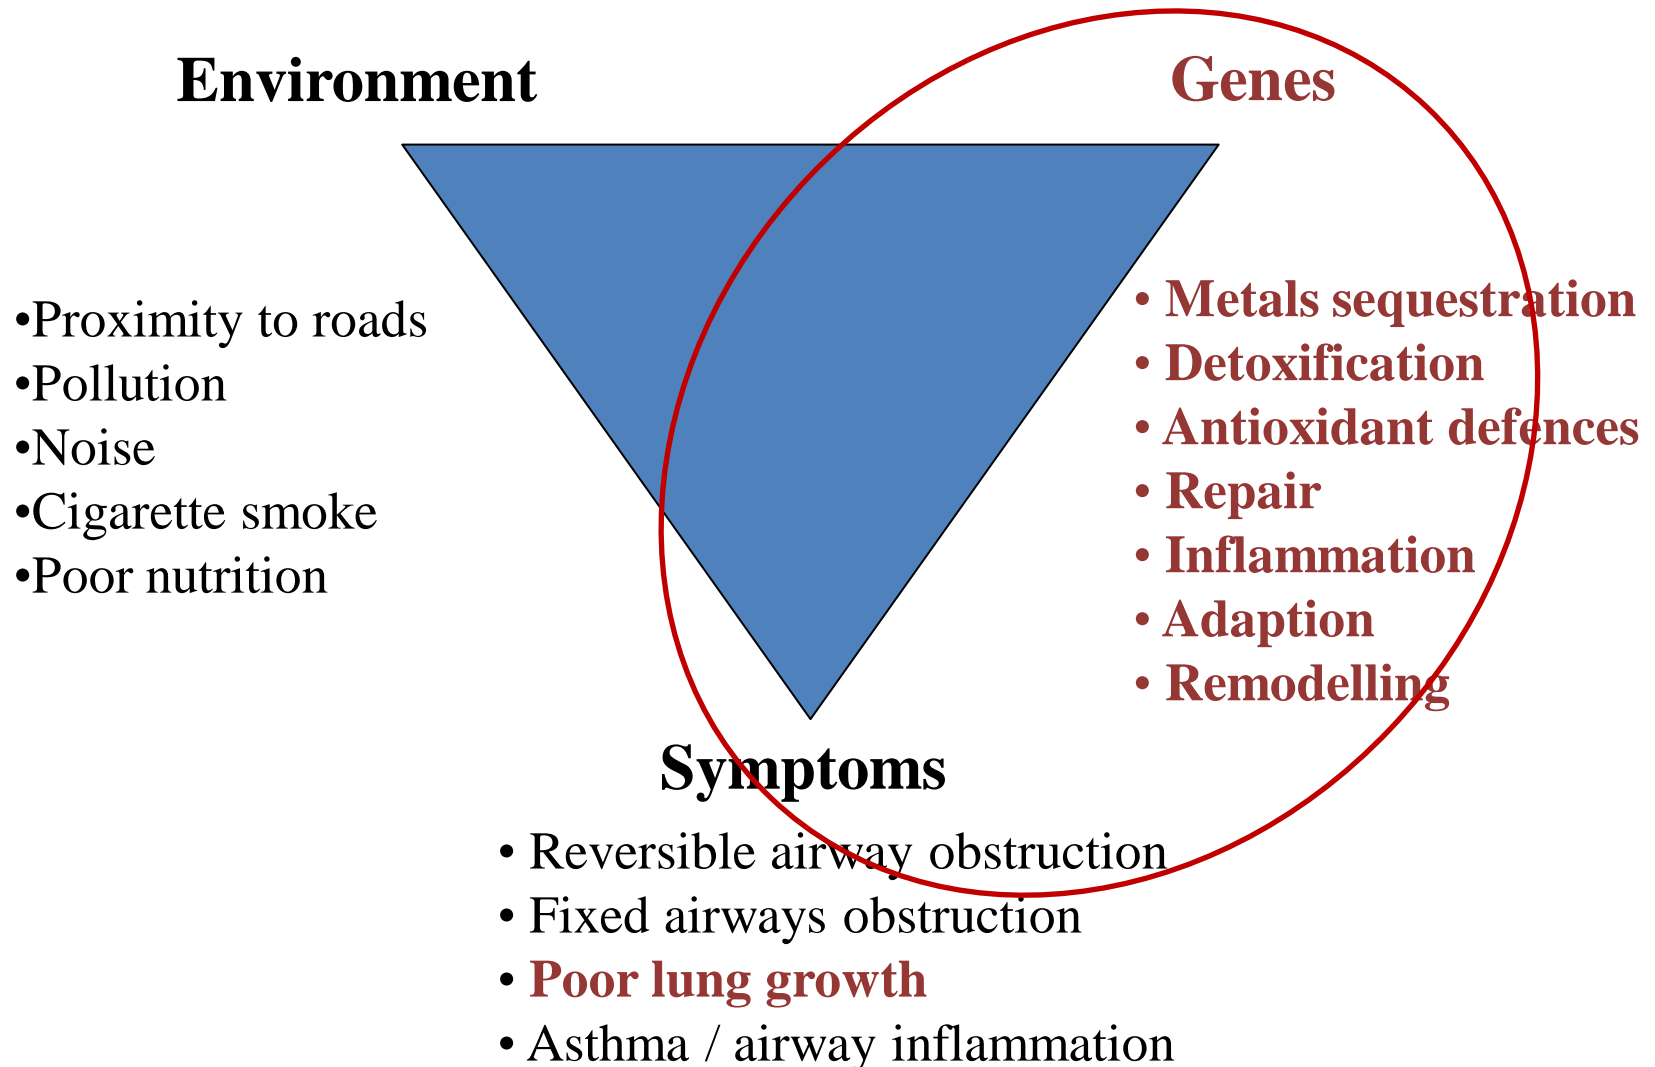 Environment
Genes
•Proximity to roads
•Pollution
•Noise
•Cigarette smoke
•Poor nutrition
• Metals sequestration
• Detoxification
• Antioxidant defences
• Repair
• Inflammation
• Adaption
• Remodelling
Symptoms
• Reversible airway obstruction
• Fixed airways obstruction
• Poor lung growth
• Asthma / airway inflammation